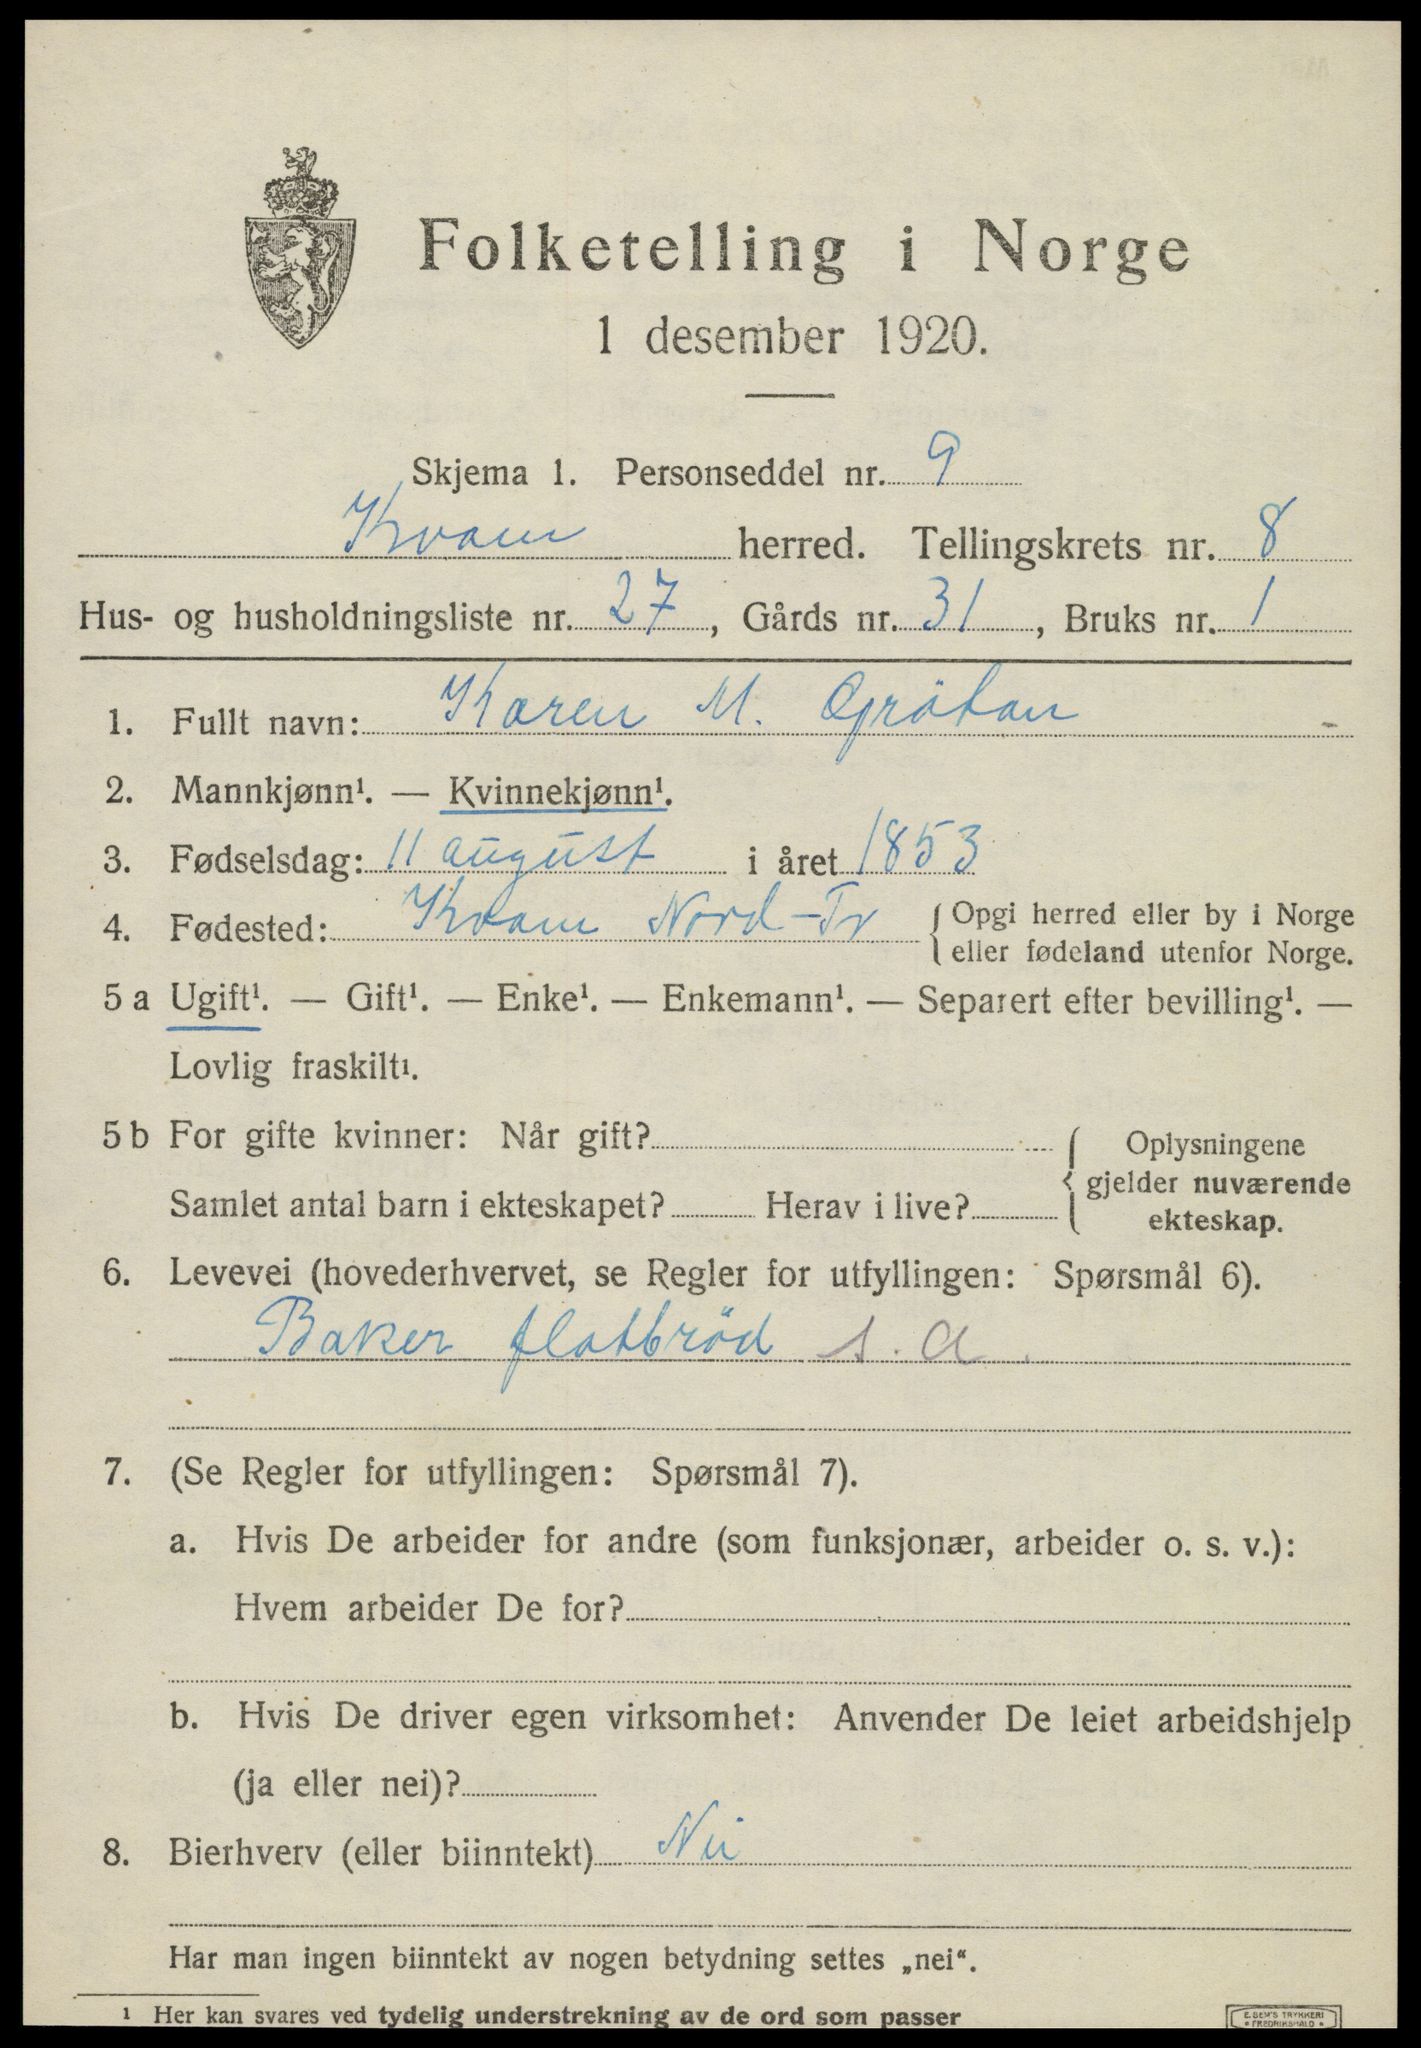 Folketelling i Norge
1 desember 1920.
Skjema 1. Personseddel nr. 9
Kvam herred. Tellingskrets nr. 8
Hus- og husholdningsliste nr. 27, Gårds nr. 31, Bruks nr. 1
1. Fullt navn: Karen M. Grötan
2. Mannkjønn¹. — Kvinnekjønn¹.
3. Fødselsdag: 11 august i året 1853
4. Fødested: Kvam Nord-Tr { Opgi herred eller by i Norge
eller fødeland utenfor Norge.
5 a Ugift¹. — Gift¹. — Enke¹. — Enkemann¹. — Separert efter bevilling¹. —
Lovlig fraskilt¹.
5 b For gifte kvinner: Når gift? { Oplysningene
gjelder nuværende
Samlet antal barn i ekteskapet? Herav i live? ekteskap.
6. Levevei (hovederhvervet, se Regler for utfyllingen: Spørsmål 6).
Baker flatbröd s. a.
7. (Se Regler for utfyllingen: Spørsmål 7).
a. Hvis De arbeider for andre (som funksjonær, arbeider o. s. v.):
Hvem arbeider De for?
b. Hvis De driver egen virksomhet: Anvender De leiet arbeidshjelp
(ja eller nei)?
8. Bierhverv (eller biinntekt) Nei
Har man ingen biinntekt av nogen betydning settes „nei“.
¹ Her kan svares ved tydelig understrekning av de ord som passer
E. SEM'S TRYKKERI
• FREDRIKSHALD •